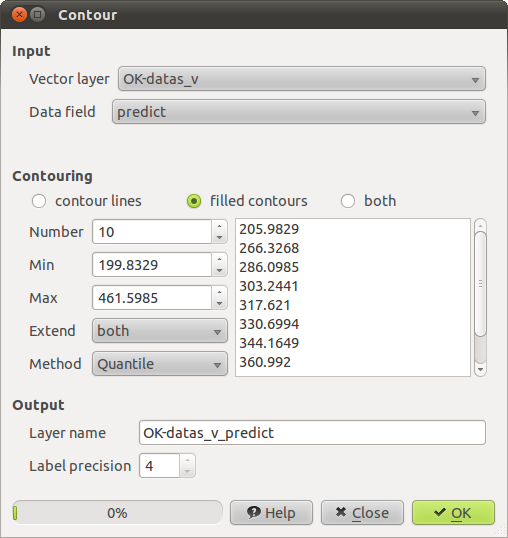 Contour
Input
Vector layer OK-datas_v
Data field predict
Contouring
contour lines filled contours both
Number 10
Min 199.8329
Max 461.5985
Extend both
Method Quantile
205.9829
266.3268
286.0985
303.2441
317.621
330.6994
344.1649
360.992
Output
Layer name OK-datas_v_predict
Label precision 4
0% Help Close OK